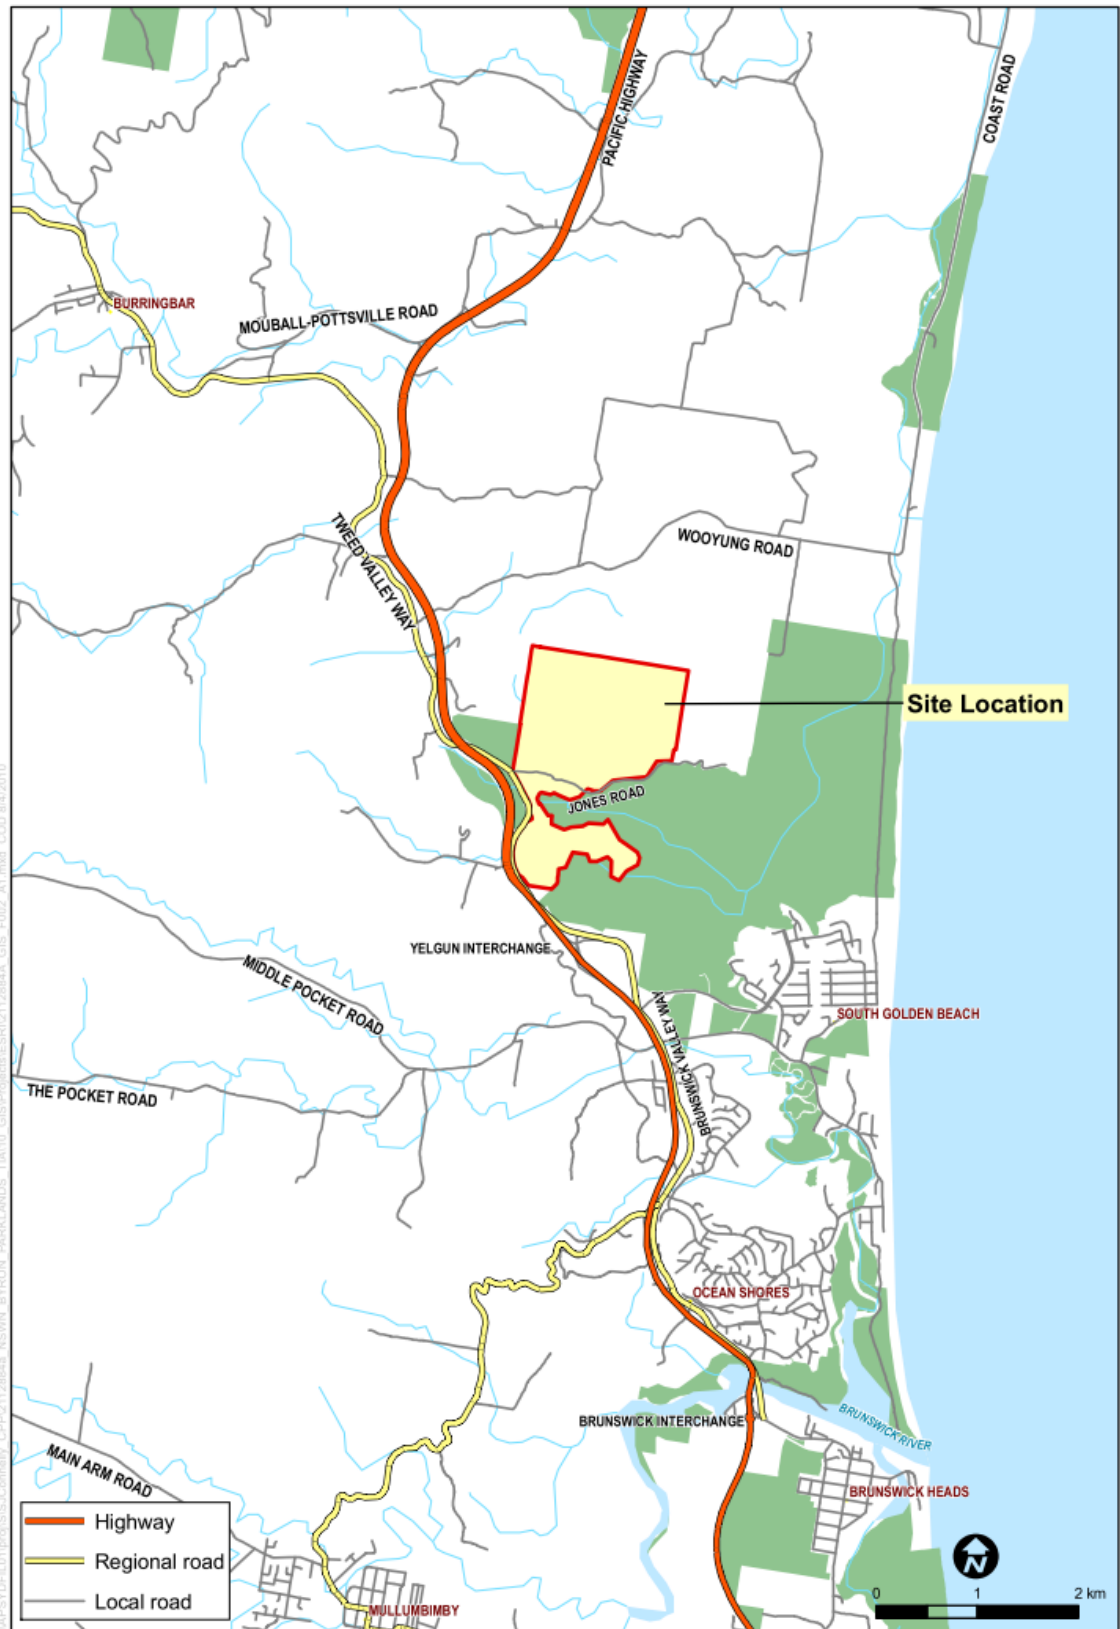 COAST ROAD
PACIFIC HIGHWAY
BURRINGBAR
MOUBALL-POTTSVILLE ROAD
TWEED VALLEY WAY
WOOYUNG ROAD
Site Location
JONES ROAD
YELGUN INTERCHANGE
MIDDLE POCKET ROAD
SOUTH GOLDEN BEACH
BRUNSWICK VALLEY WAY
THE POCKET ROAD
OCEAN SHORES
BRUNSWICK INTERCHANGE
BRUNSWICK RIVER
MAIN ARM ROAD
BRUNSWICK HEADS
Highway
Regional road
Local road
MULLUMBIMBY
N
0 1 2 km